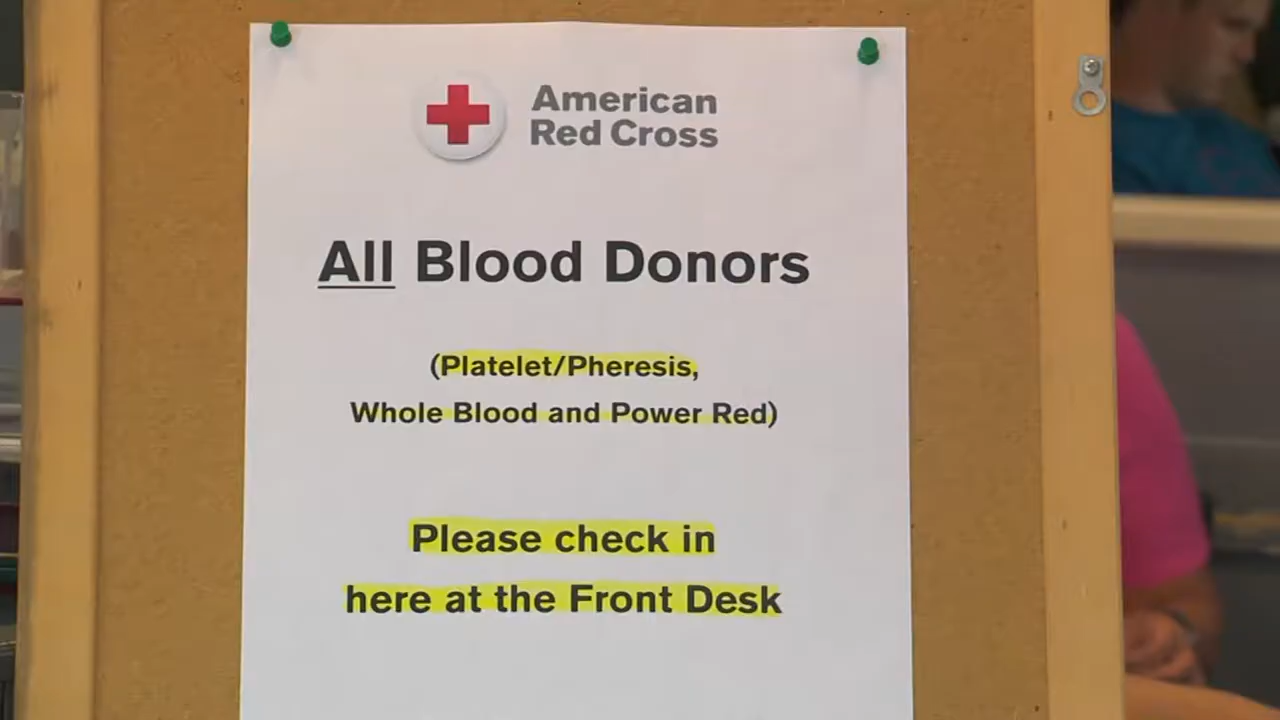 American
Red Cross
All Blood Donors
(Platelet/Pheresis,
Whole Blood and Power Red)
Please check in
here at the Front Desk